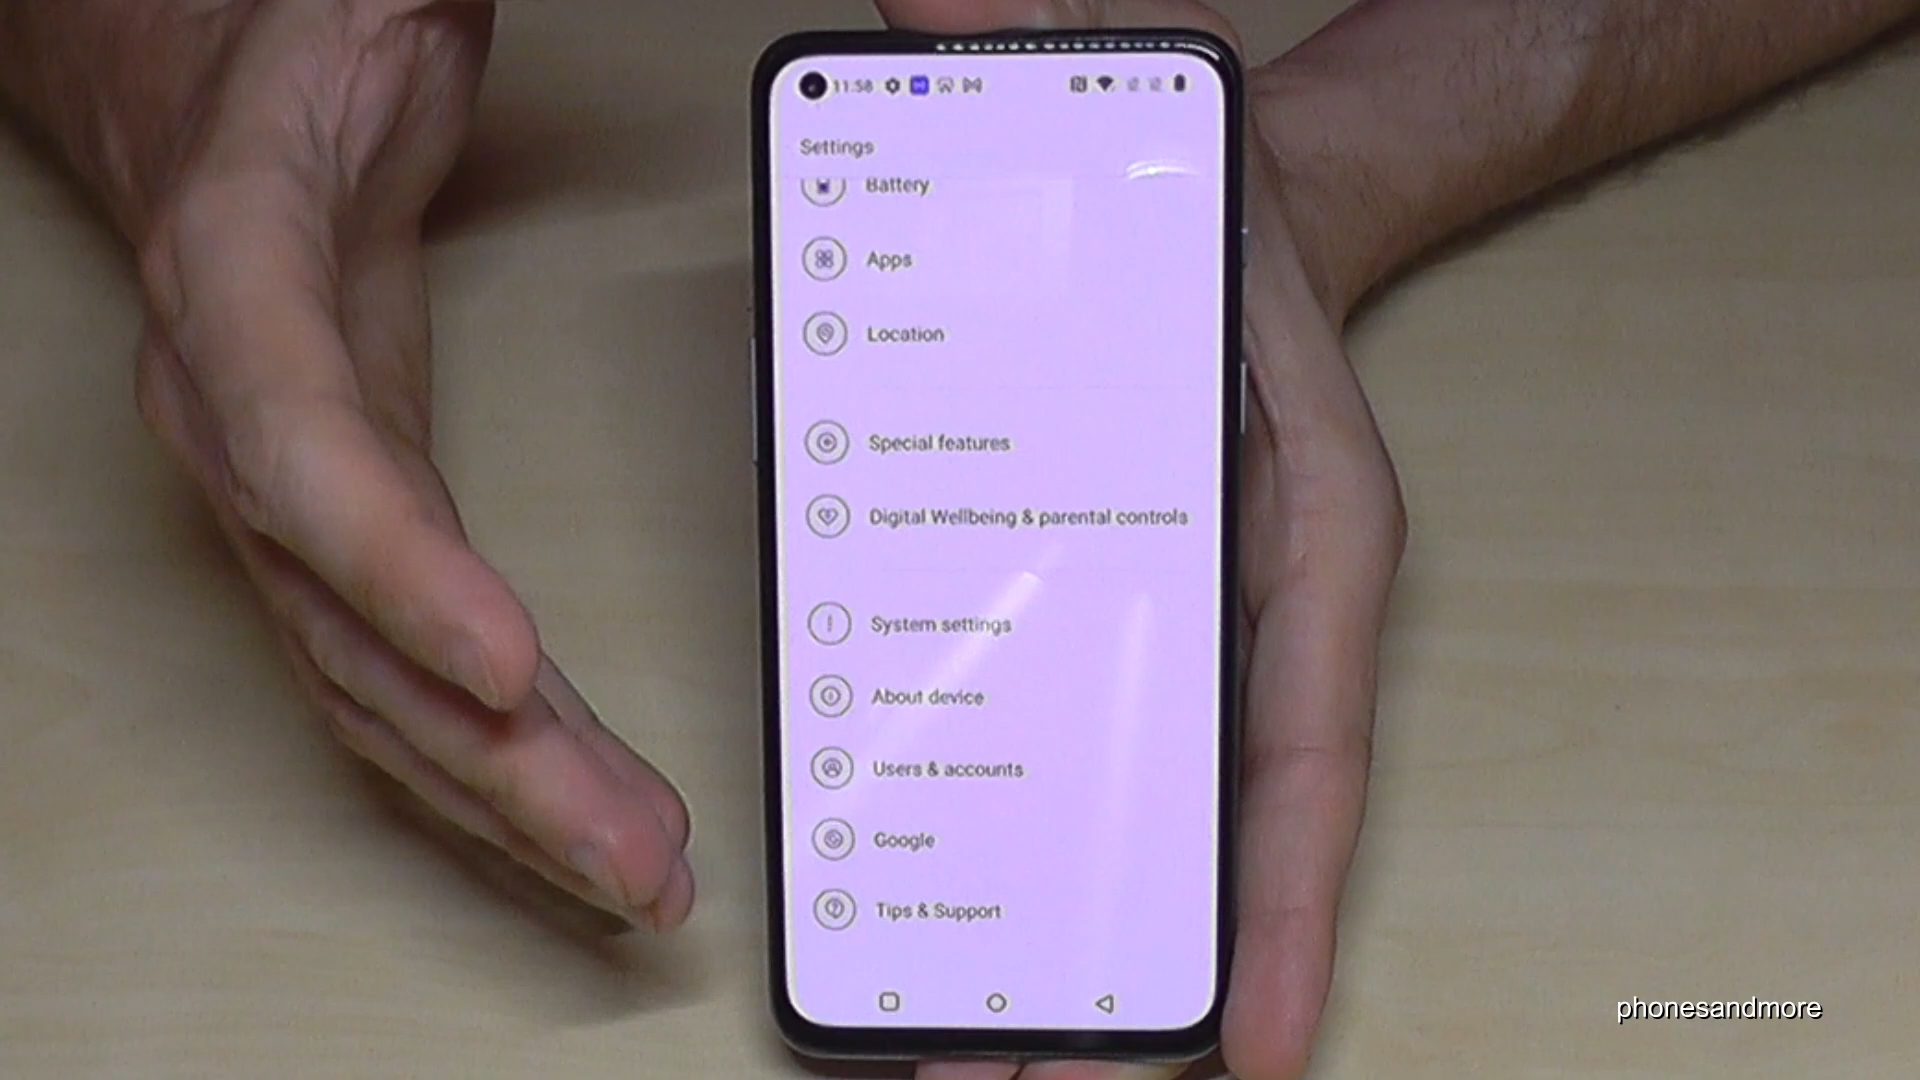 11:58
Settings
Battery
Apps
Location
Special features
Digital Wellbeing & parental controls
System settings
About device
Users & accounts
Google
Tips & Support
phonesandmore